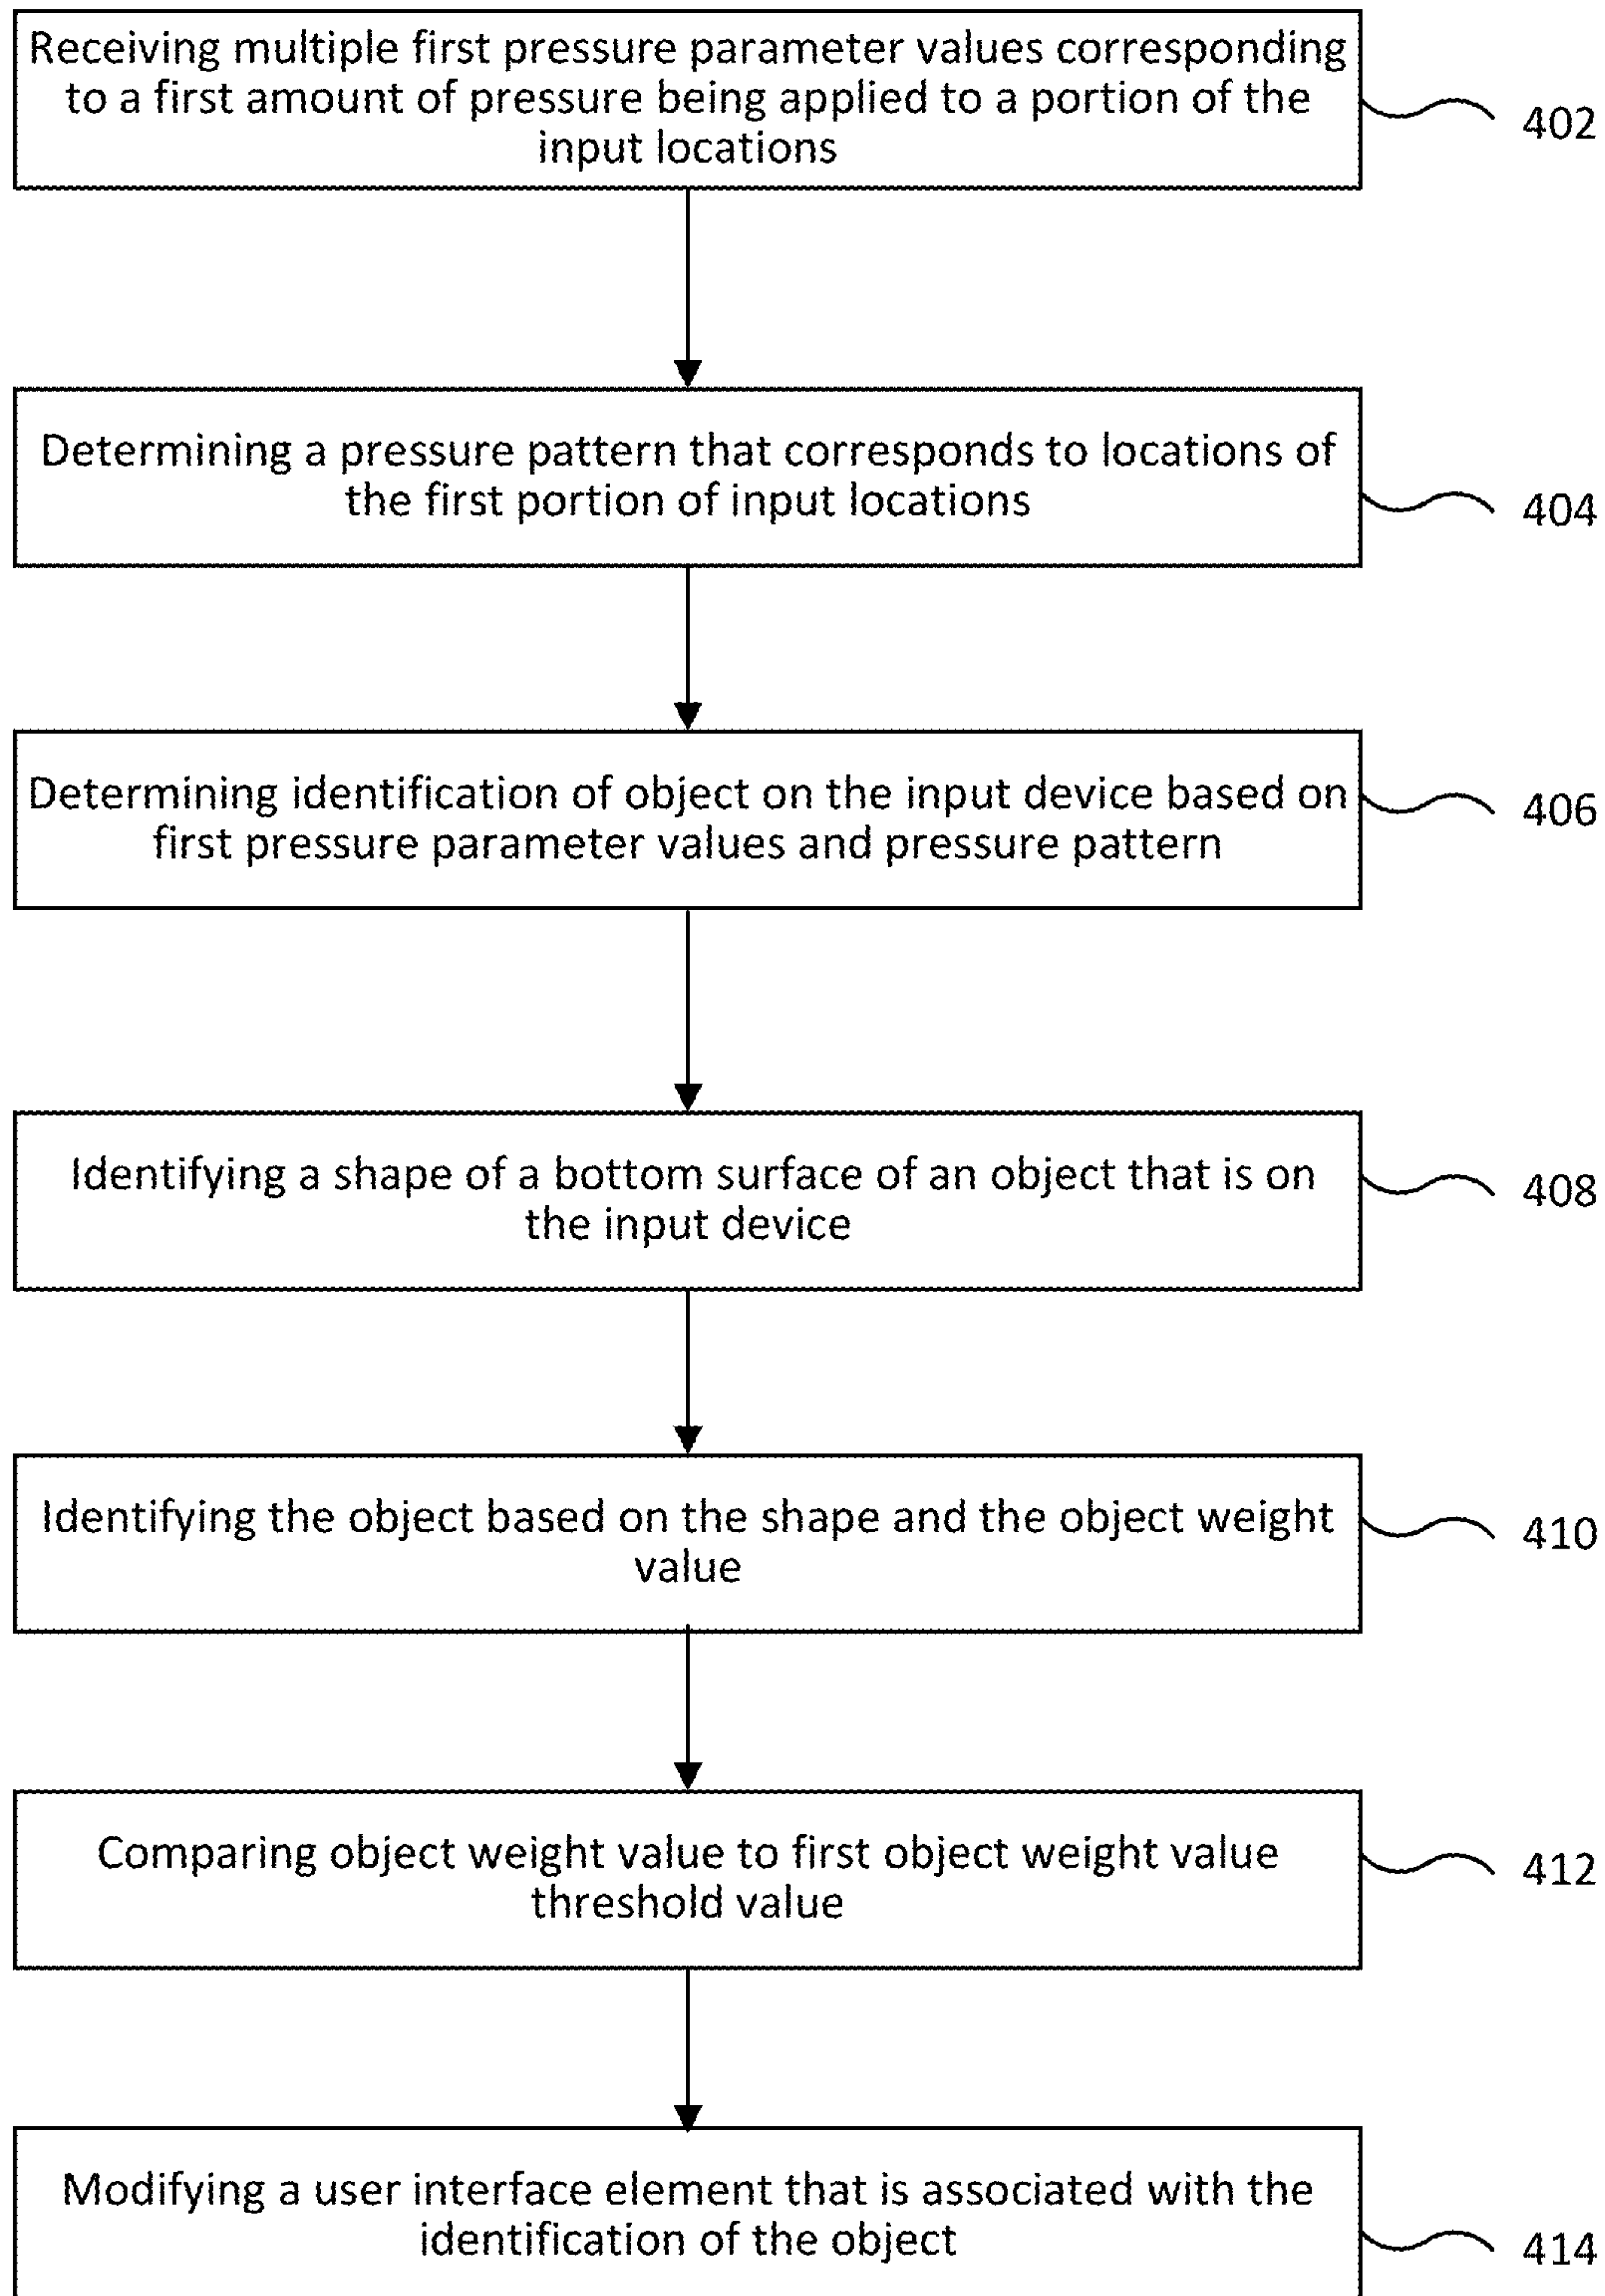 Receiving multiple first pressure parameter values corresponding
to a first amount of pressure being applied to a portion of the
input locations
402
Determining a pressure pattern that corresponds to locations of
the first portion of input locations
404
Determining identification of object on the input device based on
first pressure parameter values and pressure pattern
406
Identifying a shape of a bottom surface of an object that is on
the input device
408
Identifying the object based on the shape and the object weight
value
410
Comparing object weight value to first object weight value
threshold value
412
Modifying a user interface element that is associated with the
identification of the object
414